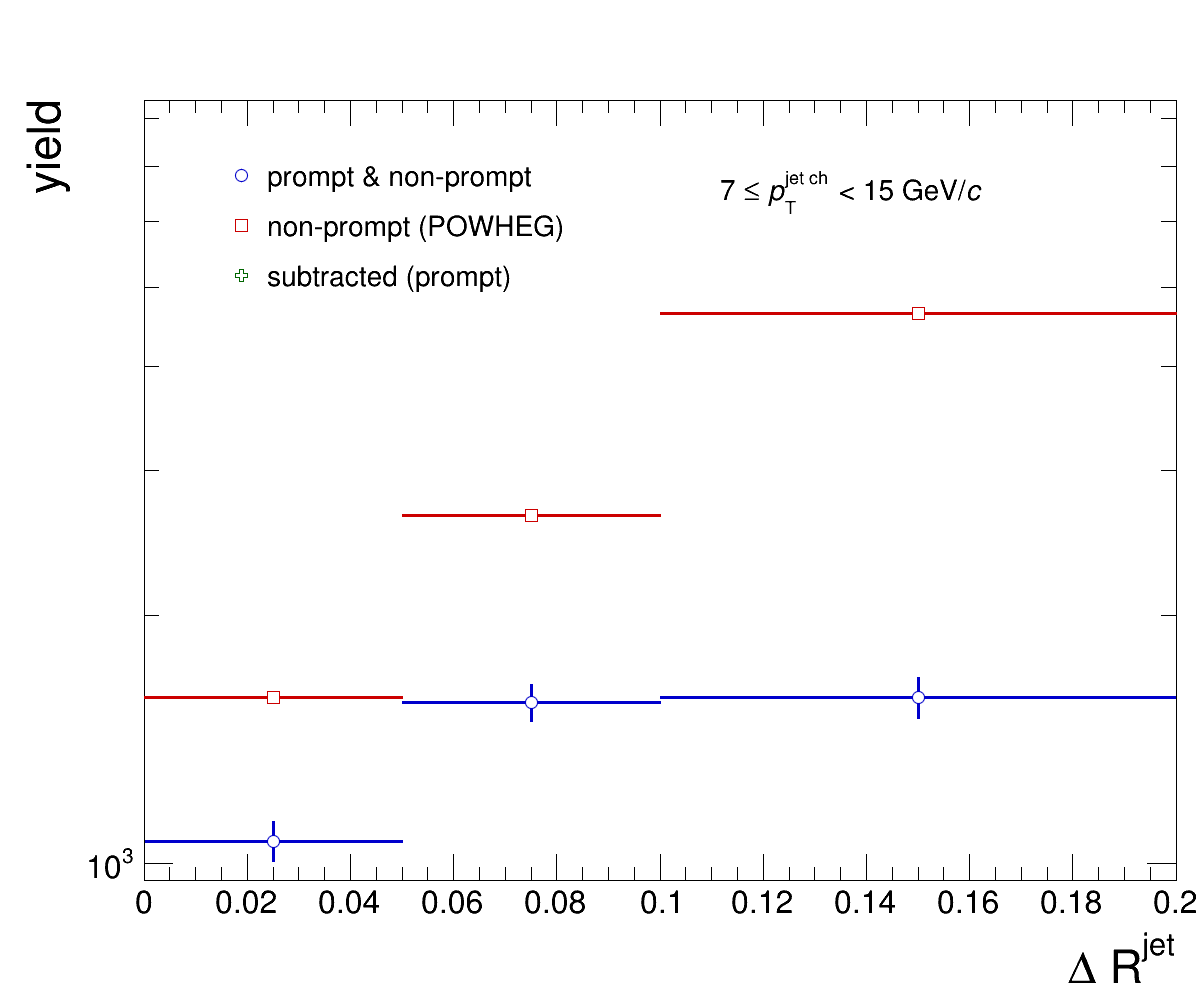 yield
prompt & non-prompt
non-prompt (POWHEG)
subtracted (prompt)
7 ≤ p_T^{jet ch} < 15 GeV/c
10^3
0 0.02 0.04 0.06 0.08 0.1 0.12 0.14 0.16 0.18 0.2
Δ R^{jet}